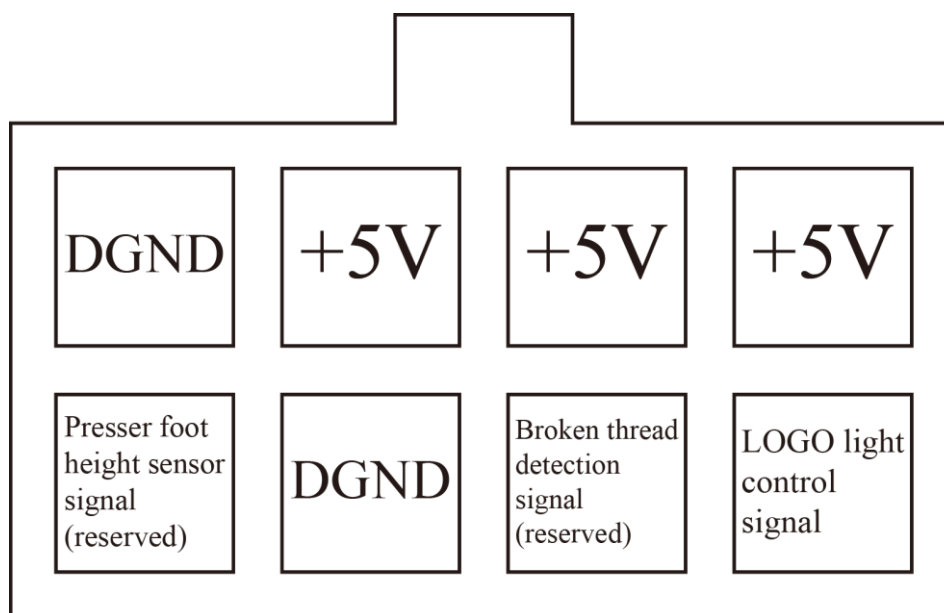 DGND
+5V
+5V
+5V
Presser foot
height sensor
signal
(reserved)
DGND
Broken thread
detection
signal
(reserved)
LOGO light
control
signal